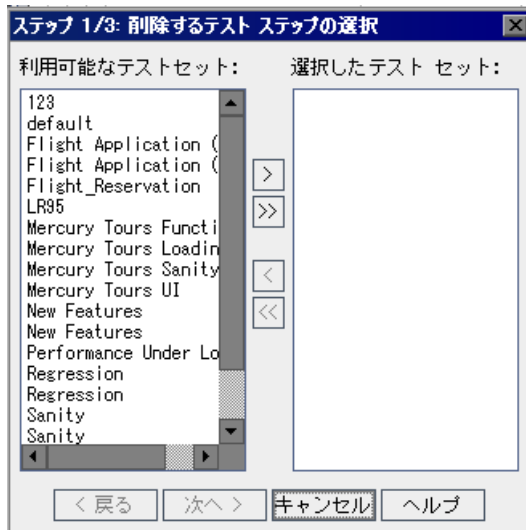 ステップ 1/3: 削除するテスト ステップの選択
利用可能なテストセット:
選択したテスト セット:
123
default
Flight Application (
Flight Application (
Flight_Reservation
LR95
Mercury Tours Functi
Mercury Tours Loadin
Mercury Tours Sanity
Mercury Tours UI
New Features
New Features
Performance Under Lo
Regression
Regression
Sanity
Sanity
>
>>
<
<<
< 戻る
次へ >
キャンセル
ヘルプ